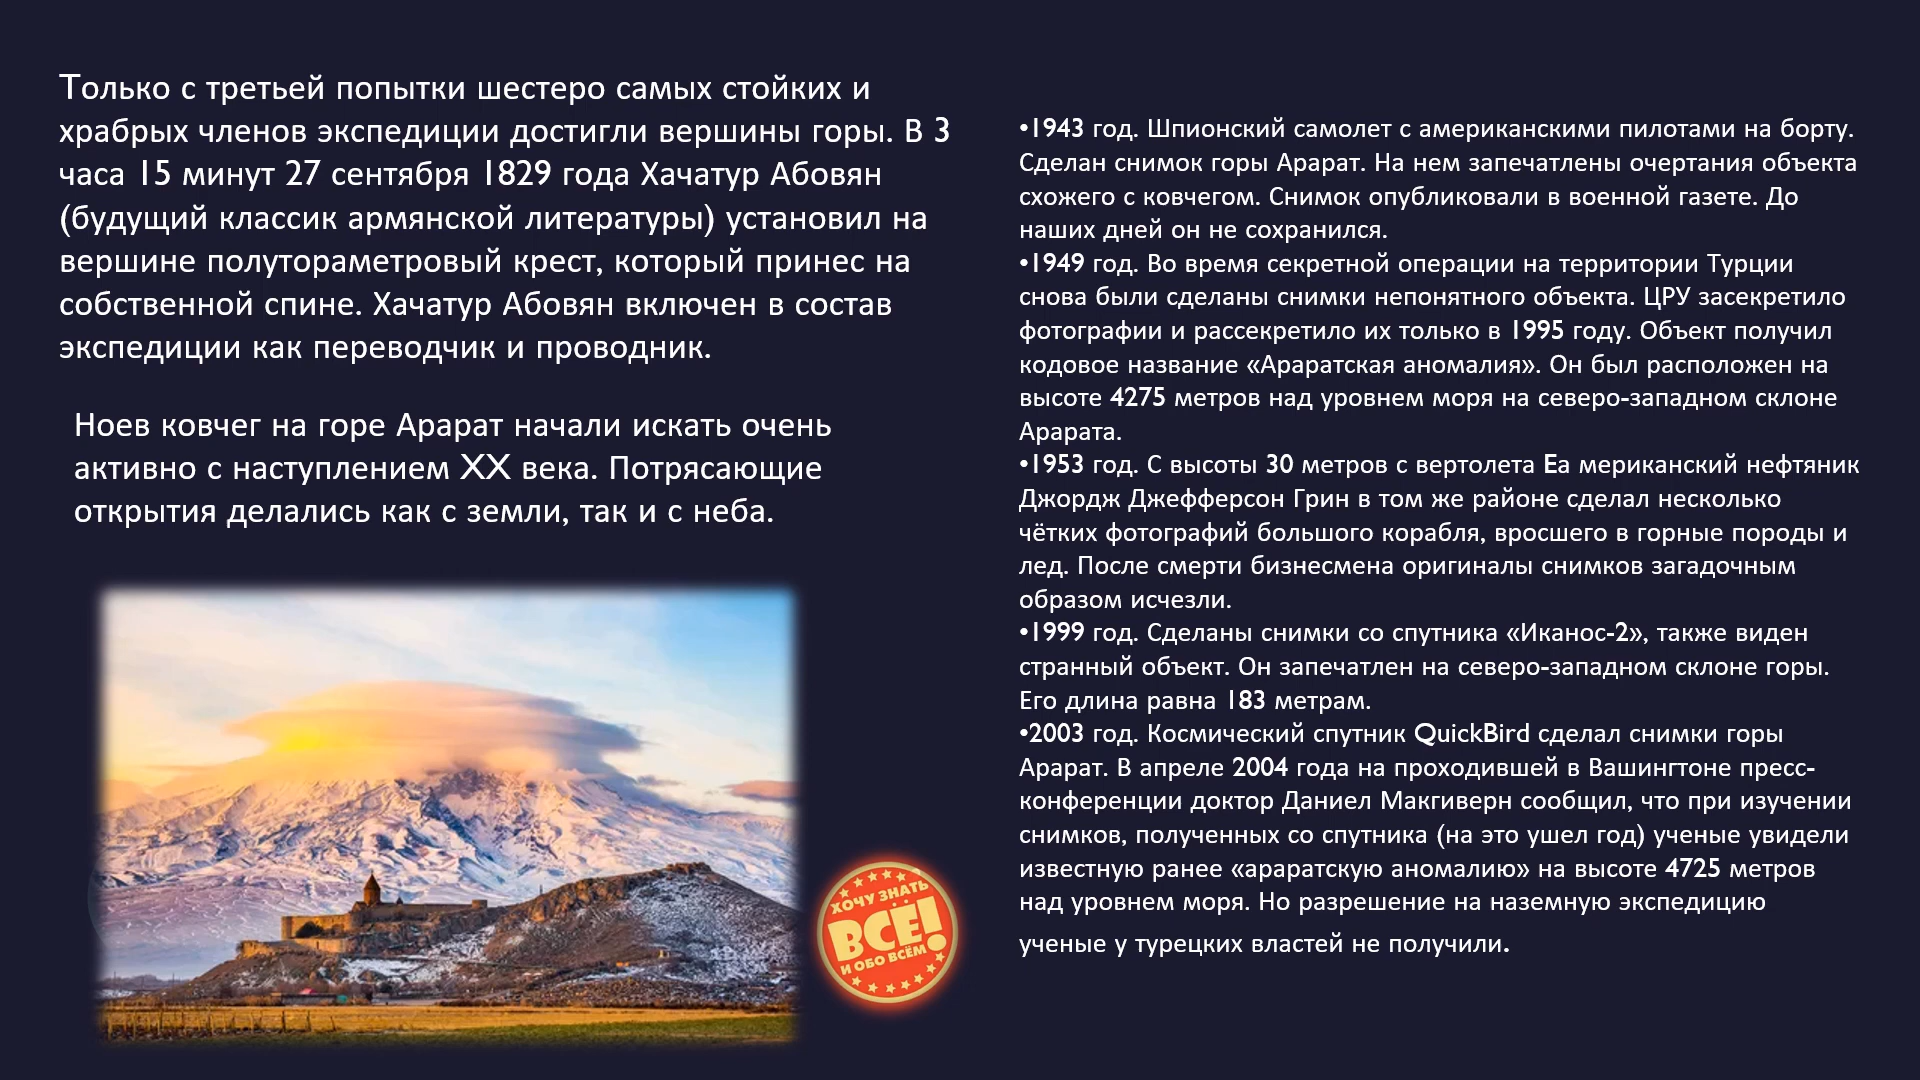 Только с третьей попытки шестеро самых стойких и
храбрых членов экспедиции достигли вершины горы. В 3
часа 15 минут 27 сентября 1829 года Хачатур Абовян
(будущий классик армянской литературы) установил на
вершине полутораметровый крест, который принес на
собственной спине. Хачатур Абовян включен в состав
экспедиции как переводчик и проводник.
Ноев ковчег на горе Арарат начали искать очень
активно с наступлением XX века. Потрясающие
открытия делались как с земли, так и с неба.
ХОЧУ ЗНАТЬ
ВСЁ!
И ОБО ВСЁМ
•1943 год. Шпионский самолет с американскими пилотами на борту.
Сделан снимок горы Арарат. На нем запечатлены очертания объекта
схожего с ковчегом. Снимок опубликовали в военной газете. До
наших дней он не сохранился.
•1949 год. Во время секретной операции на территории Турции
снова были сделаны снимки непонятного объекта. ЦРУ засекретило
фотографии и рассекретило их только в 1995 году. Объект получил
кодовое название «Араратская аномалия». Он был расположен на
высоте 4275 метров над уровнем моря на северо-западном склоне
Арарата.
•1953 год. С высоты 30 метров с вертолета Еа мериканский нефтяник
Джордж Джефферсон Грин в том же районе сделал несколько
чётких фотографий большого корабля, вросшего в горные породы и
лед. После смерти бизнесмена оригиналы снимков загадочным
образом исчезли.
•1999 год. Сделаны снимки со спутника «Иканос-2», также виден
странный объект. Он запечатлен на северо-западном склоне горы.
Его длина равна 183 метрам.
•2003 год. Космический спутник QuickBird сделал снимки горы
Арарат. В апреле 2004 года на проходившей в Вашингтоне пресс-
конференции доктор Даниел Макгиверн сообщил, что при изучении
снимков, полученных со спутника (на это ушел год) ученые увидели
известную ранее «араратскую аномалию» на высоте 4725 метров
над уровнем моря. Но разрешение на наземную экспедицию
ученые у турецких властей не получили.